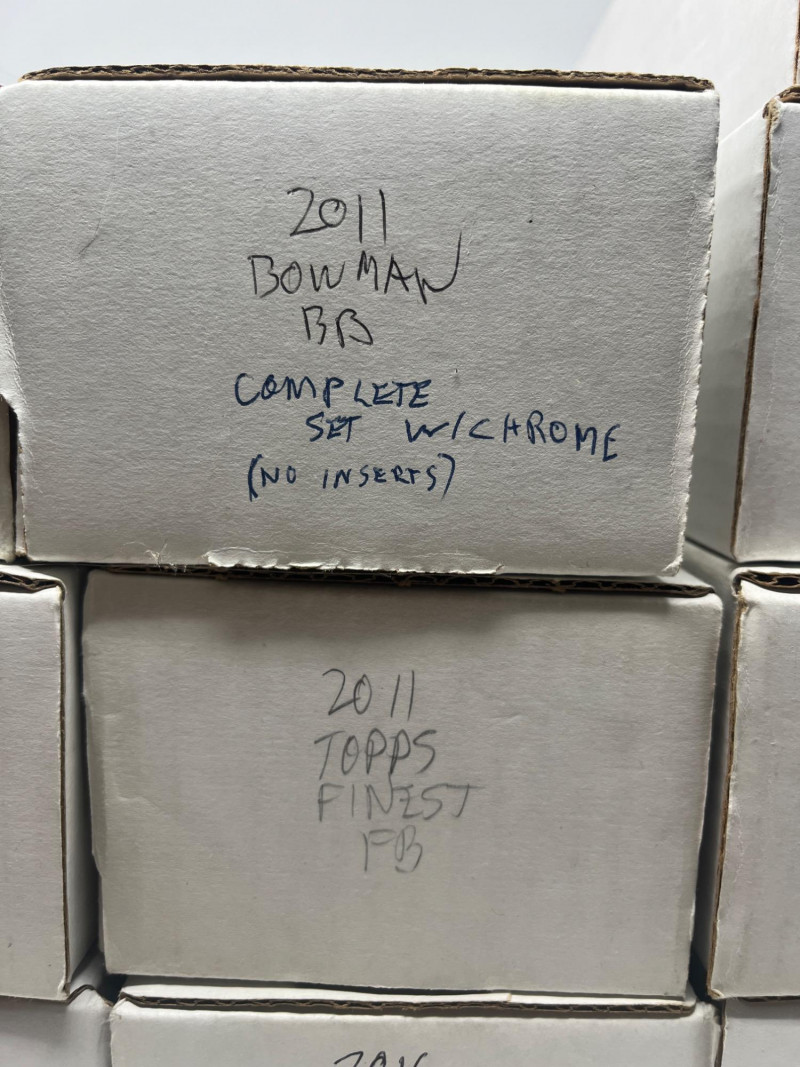 2011
BOWMAN
BB
COMPLETE
SET W/CHROME
(NO INSERTS)
2011
TOPPS
FINEST
FB